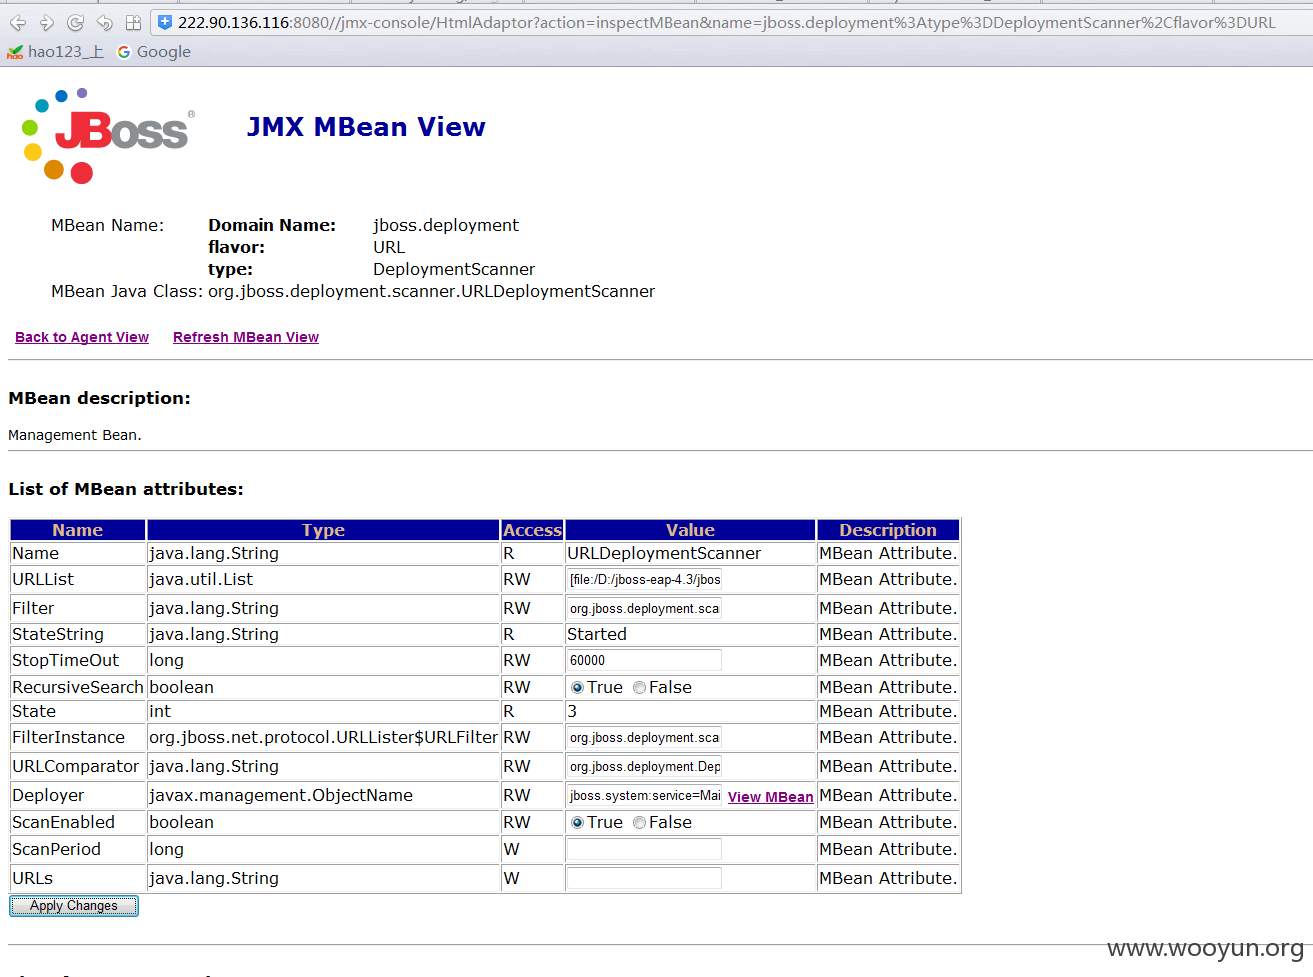 222.90.136.116:8080//jmx-console/HtmlAdaptor?action=inspectMBean&name=jboss.deployment%3Atype%3DDeploymentScanner%2Cflavor%3DURL
hao123_上 Google
JBoss®
JMX MBean View
MBean Name: Domain Name: jboss.deployment
flavor: URL
type: DeploymentScanner
MBean Java Class: org.jboss.deployment.scanner.URLDeploymentScanner
Back to Agent View Refresh MBean View
MBean description:
Management Bean.
List of MBean attributes:
Name Type Access Value Description
Name java.lang.String R URLDeploymentScanner MBean Attribute.
URLList java.util.List RW [file:/D:/jboss-eap-4.3/jbos MBean Attribute.
Filter java.lang.String RW org.jboss.deployment.sca MBean Attribute.
StateString java.lang.String R Started MBean Attribute.
StopTimeOut long RW 60000 MBean Attribute.
RecursiveSearch boolean RW True False MBean Attribute.
State int R 3 MBean Attribute.
FilterInstance org.jboss.net.protocol.URLLister$URLFilter RW org.jboss.deployment.sca MBean Attribute.
URLComparator java.lang.String RW org.jboss.deployment.Dep MBean Attribute.
Deployer javax.management.ObjectName RW jboss.system:service=Mai View MBean MBean Attribute.
ScanEnabled boolean RW True False MBean Attribute.
ScanPeriod long W MBean Attribute.
URLs java.lang.String W MBean Attribute.
Apply Changes
www.wooyun.org